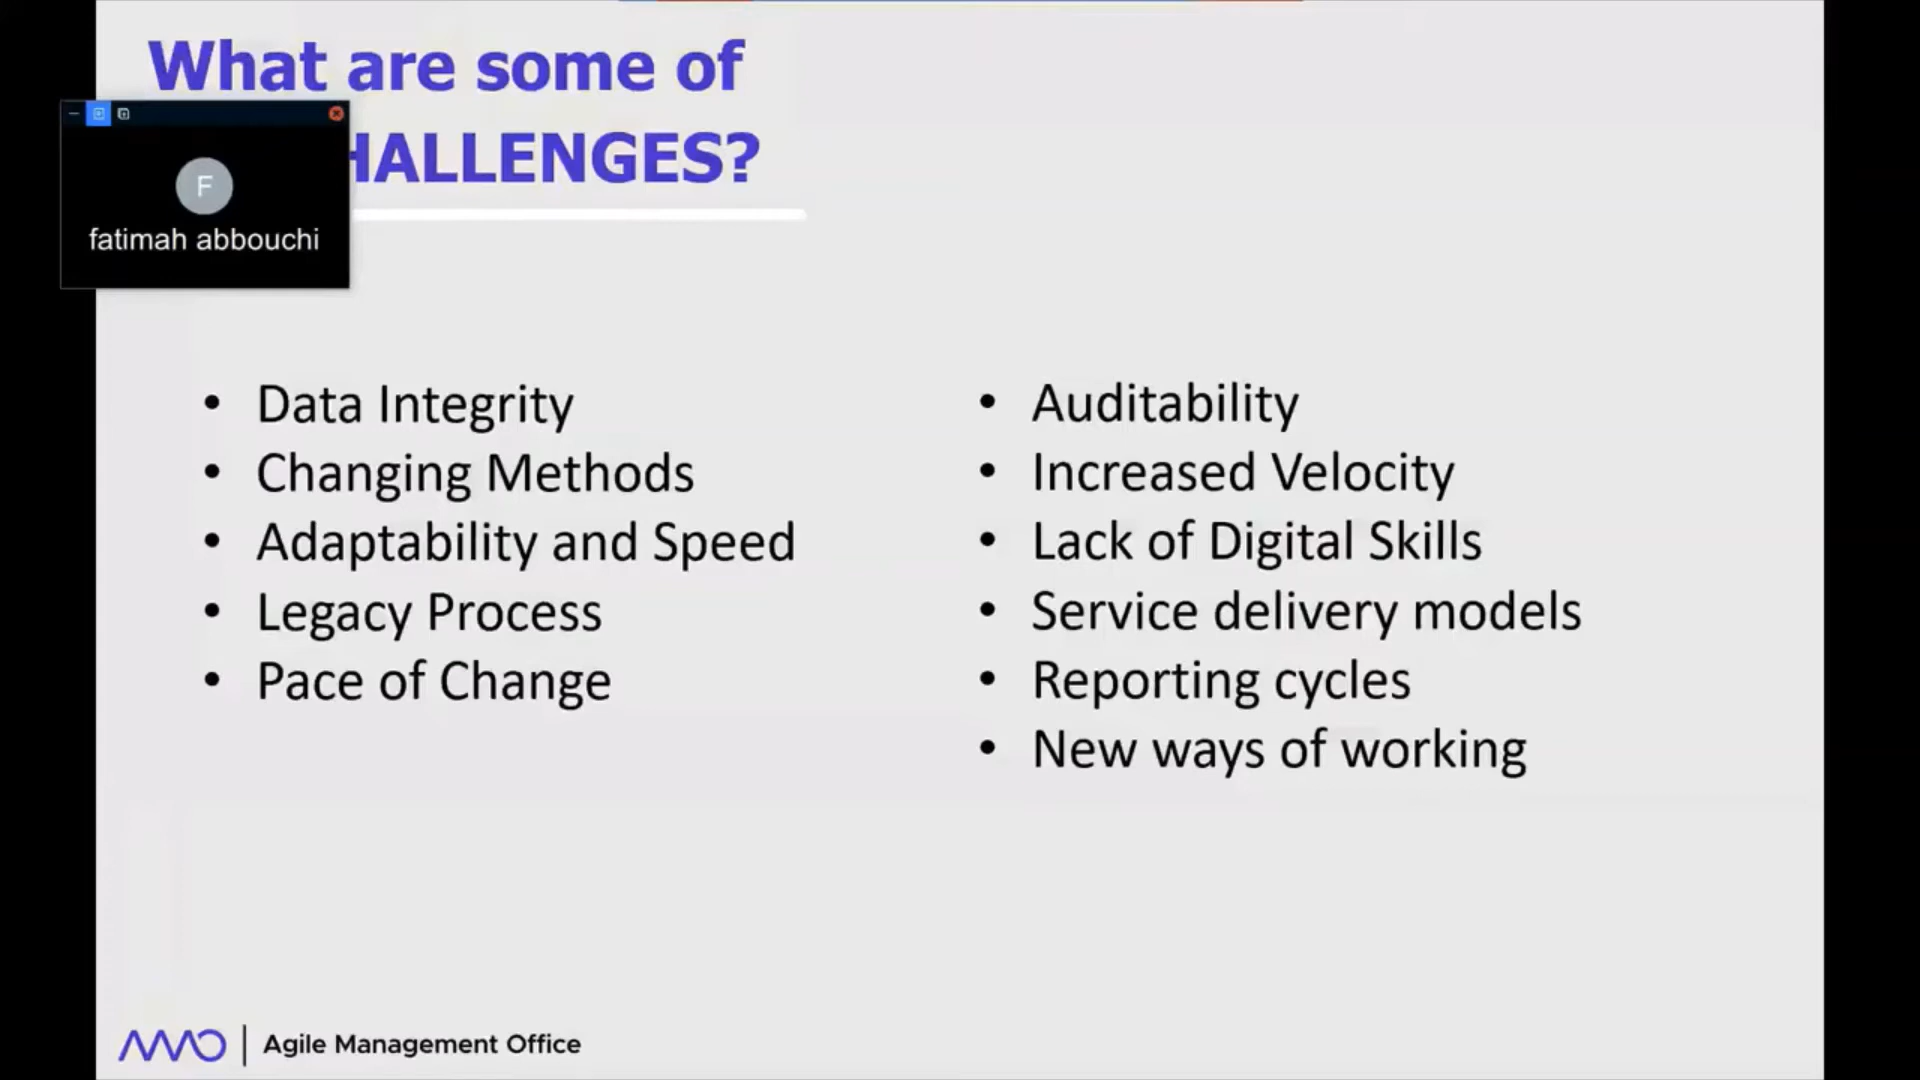 What are some of
HALLENGES?
F
fatimah abbouchi
• Data Integrity
• Changing Methods
• Adaptability and Speed
• Legacy Process
• Pace of Change
• Auditability
• Increased Velocity
• Lack of Digital Skills
• Service delivery models
• Reporting cycles
• New ways of working
AMO | Agile Management Office